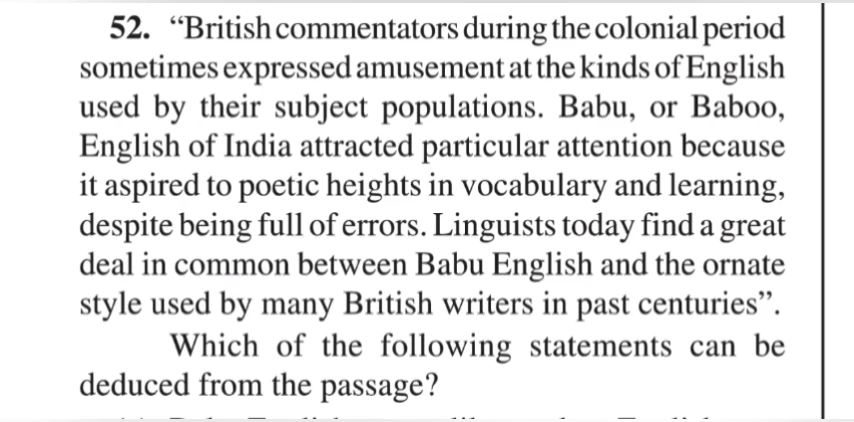 52. “British commentators during the colonial period
sometimes expressed amusement at the kinds of English
used by their subject populations. Babu, or Baboo,
English of India attracted particular attention because
it aspired to poetic heights in vocabulary and learning,
despite being full of errors. Linguists today find a great
deal in common between Babu English and the ornate
style used by many British writers in past centuries”.
Which of the following statements can be
deduced from the passage?